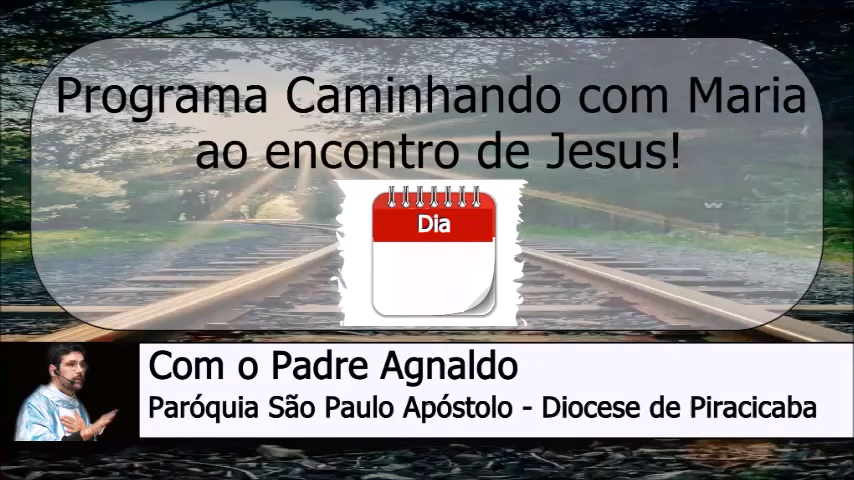 Programa Caminhando com Maria
ao encontro de Jesus!
Dia
Com o Padre Agnaldo
Paróquia São Paulo Apóstolo - Diocese de Piracicaba